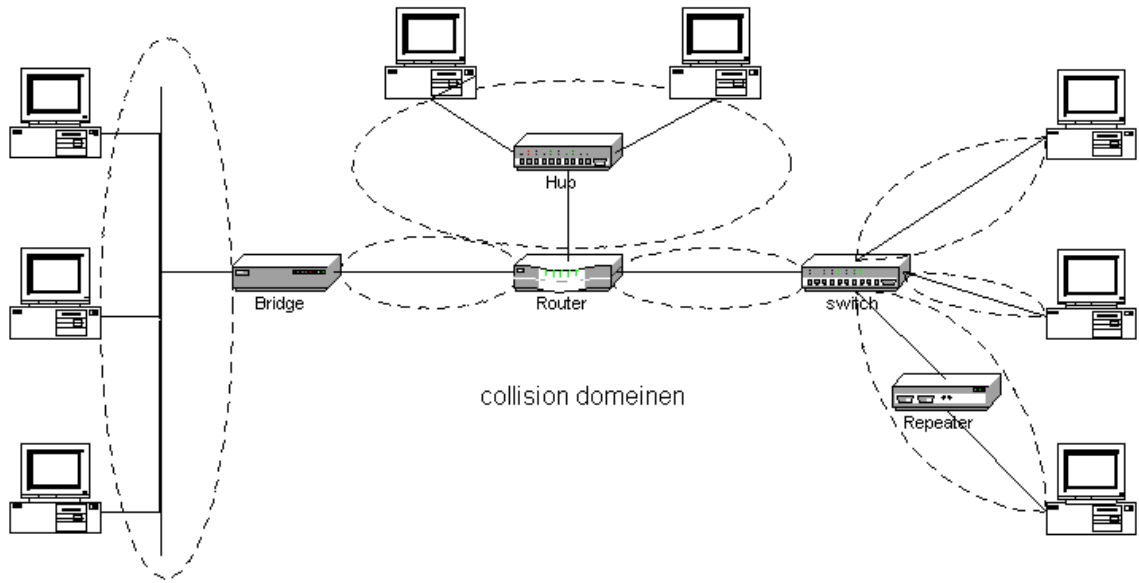 Hub
Bridge
Router
switch
collision domeinen
Repeater